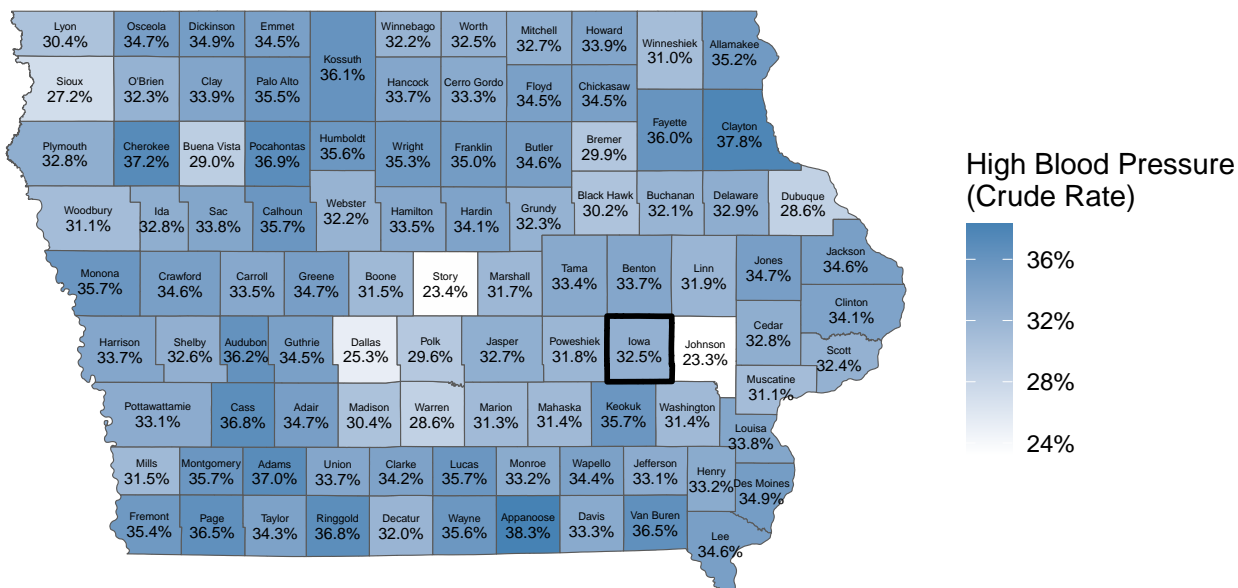 Lyon
30.4%
Osceola
34.7%
Dickinson
34.9%
Emmet
34.5%
Kossuth
36.1%
Winnebago
32.2%
Worth
32.5%
Mitchell
32.7%
Howard
33.9%
Winneshiek
31.0%
Allamakee
35.2%
Sioux
27.2%
O'Brien
32.3%
Clay
33.9%
Palo Alto
35.5%
Hancock
33.7%
Cerro Gordo
33.3%
Floyd
34.5%
Chickasaw
34.5%
Fayette
36.0%
Clayton
37.8%
Plymouth
32.8%
Cherokee
37.2%
Buena Vista
29.0%
Pocahontas
36.9%
Humboldt
35.6%
Wright
35.3%
Franklin
35.0%
Butler
34.6%
Bremer
29.9%
Woodbury
31.1%
Ida
32.8%
Sac
33.8%
Calhoun
35.7%
Webster
32.2%
Hamilton
33.5%
Hardin
34.1%
Grundy
32.3%
Black Hawk
30.2%
Buchanan
32.1%
Delaware
32.9%
Dubuque
28.6%
Monona
35.7%
Crawford
34.6%
Carroll
33.5%
Greene
34.7%
Boone
31.5%
Story
23.4%
Marshall
31.7%
Tama
33.4%
Benton
33.7%
Linn
31.9%
Jones
34.7%
Jackson
34.6%
Clinton
34.1%
Harrison
33.7%
Shelby
32.6%
Audubon
36.2%
Guthrie
34.5%
Dallas
25.3%
Polk
29.6%
Jasper
32.7%
Poweshiek
31.8%
Iowa
32.5%
Johnson
23.3%
Cedar
32.8%
Scott
32.4%
Muscatine
31.1%
Pottawattamie
33.1%
Cass
36.8%
Adair
34.7%
Madison
30.4%
Warren
28.6%
Marion
31.3%
Mahaska
31.4%
Keokuk
35.7%
Washington
31.4%
Louisa
33.8%
Mills
31.5%
Montgomery
35.7%
Adams
37.0%
Union
33.7%
Clarke
34.2%
Lucas
35.7%
Monroe
33.2%
Wapello
34.4%
Jefferson
33.1%
Henry
33.2%
Des Moines
34.9%
Fremont
35.4%
Page
36.5%
Taylor
34.3%
Ringgold
36.8%
Decatur
32.0%
Wayne
35.6%
Appanoose
38.3%
Davis
33.3%
Van Buren
36.5%
Lee
34.6%
High Blood Pressure
(Crude Rate)
36%
32%
28%
24%